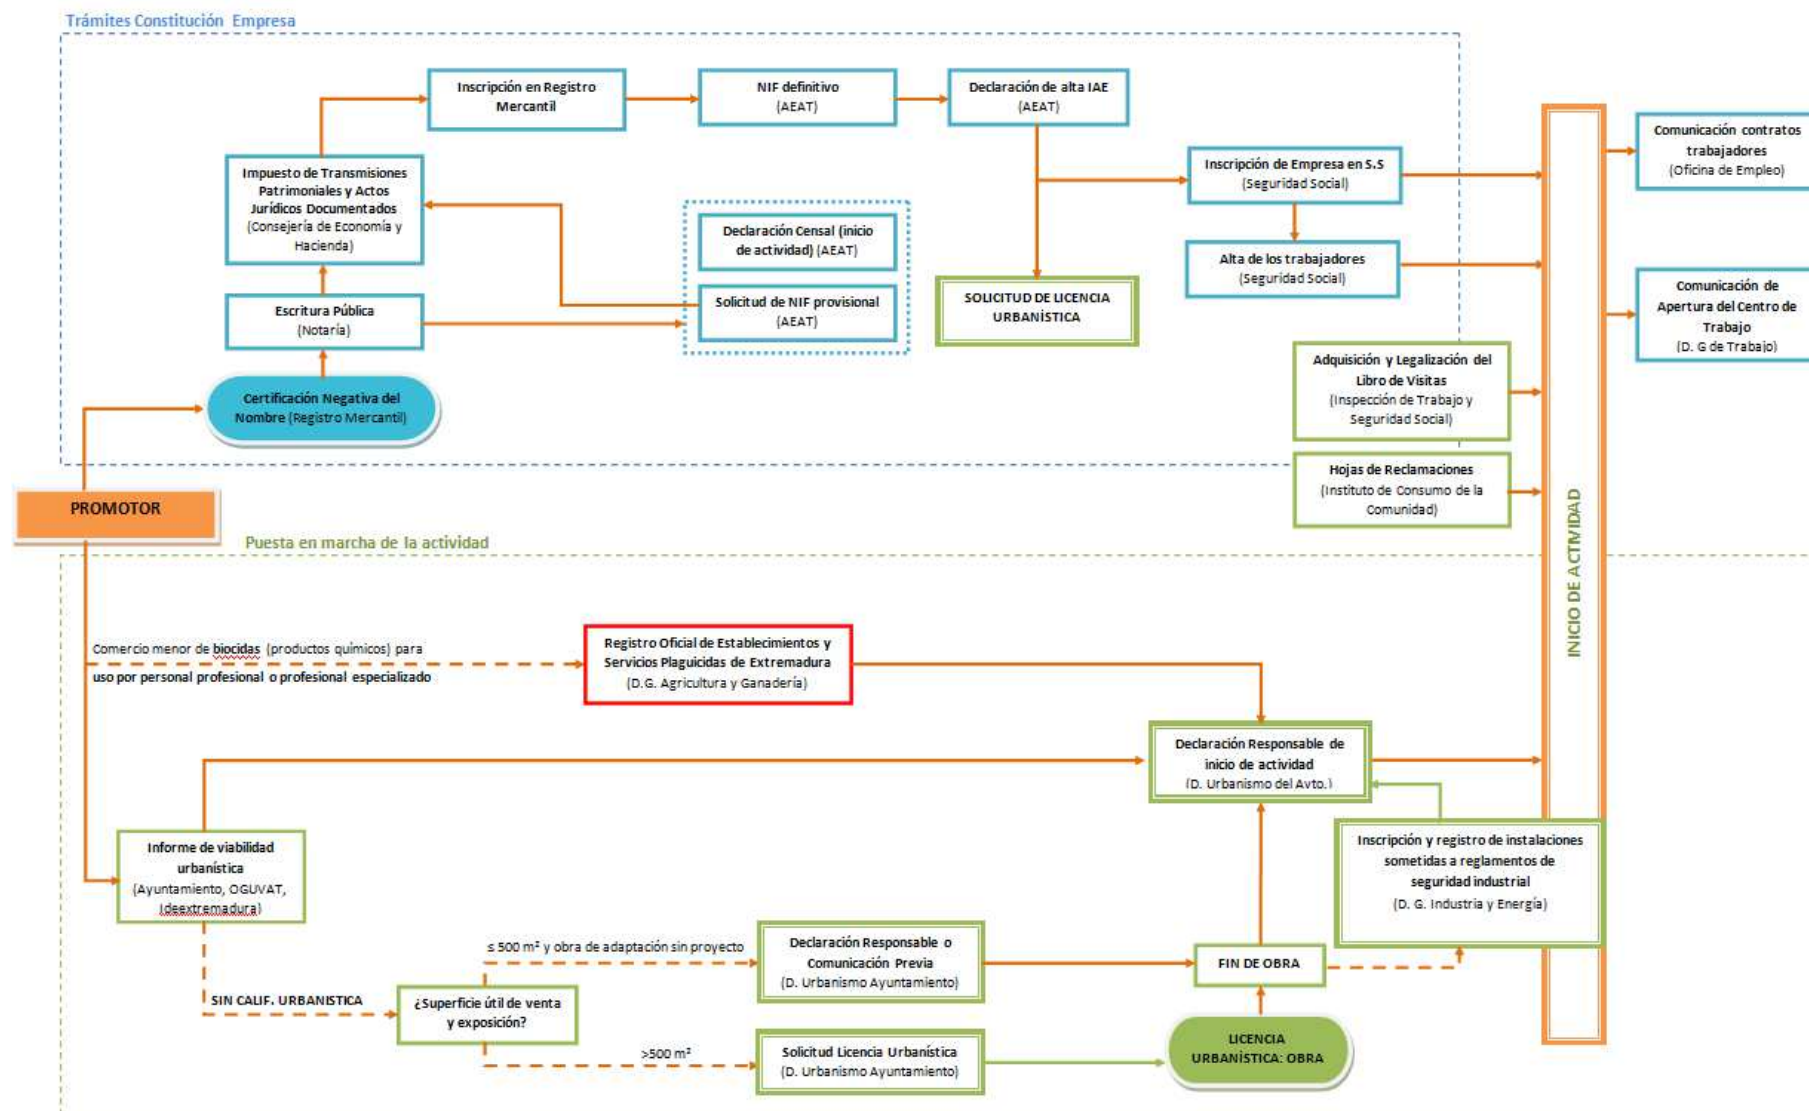 Trámites Constitución Empresa
Inscripción en Registro
Mercantil
NIF definitivo
(AEAT)
Declaración de alta IAE
(AEAT)
Impuesto de Transmisiones
Patrimoniales y Actos
Jurídicos Documentados
(Consejería de Economía y
Hacienda)
Declaración Censal (inicio
de actividad) (AEAT)
Solicitud de NIF provisional
(AEAT)
Escritura Pública
(Notaría)
Certificación Negativa del
Nombre (Registro Mercantil)
Inscripción de Empresa en S.S
(Seguridad Social)
Alta de los trabajadores
(Seguridad Social)
SOLICITUD DE LICENCIA
URBANÍSTICA
Adquisición y Legalización del
Libro de Visitas
(Inspección de Trabajo y
Seguridad Social)
Hojas de Reclamaciones
(Instituto de Consumo de la
Comunidad)
Comunicación contratos
trabajadores
(Oficina de Empleo)
Comunicación de
Apertura del Centro de
Trabajo
(D. G de Trabajo)
INICIO DE ACTIVIDAD
PROMOTOR
Puesta en marcha de la actividad
Comercio menor de biocidas (productos químicos) para
uso por personal profesional o profesional especializado
Registro Oficial de Establecimientos y
Servicios Plaguicidas de Extremadura
(D.G. Agricultura y Ganadería)
Declaración Responsable de
inicio de actividad
(D. Urbanismo del Ayto.)
Informe de viabilidad
urbanística
(Ayuntamiento, OGUVAT,
Ideextremadura)
Inscripción y registro de instalaciones
sometidas a reglamentos de
seguridad industrial
(D. G. Industria y Energía)
≤ 500 m² y obra de adaptación sin proyecto
Declaración Responsable o
Comunicación Previa
(D. Urbanismo Ayuntamiento)
FIN DE OBRA
SIN CALIF. URBANISTICA
¿Superficie útil de venta
y exposición?
>500 m²
Solicitud Licencia Urbanística
(D. Urbanismo Ayuntamiento)
LICENCIA
URBANÍSTICA: OBRA